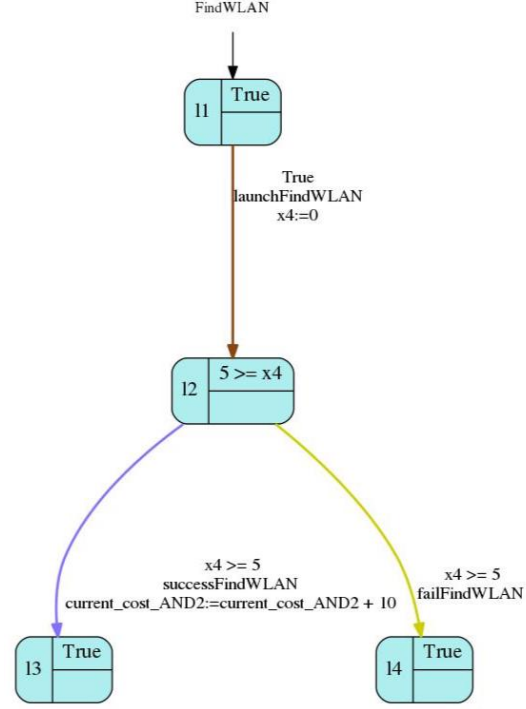 FindWLAN
l1
True
True
launchFindWLAN
x4:=0
l2
5 >= x4
x4 >= 5
successFindWLAN
current_cost_AND2:=current_cost_AND2 + 10
x4 >= 5
failFindWLAN
l3
True
l4
True